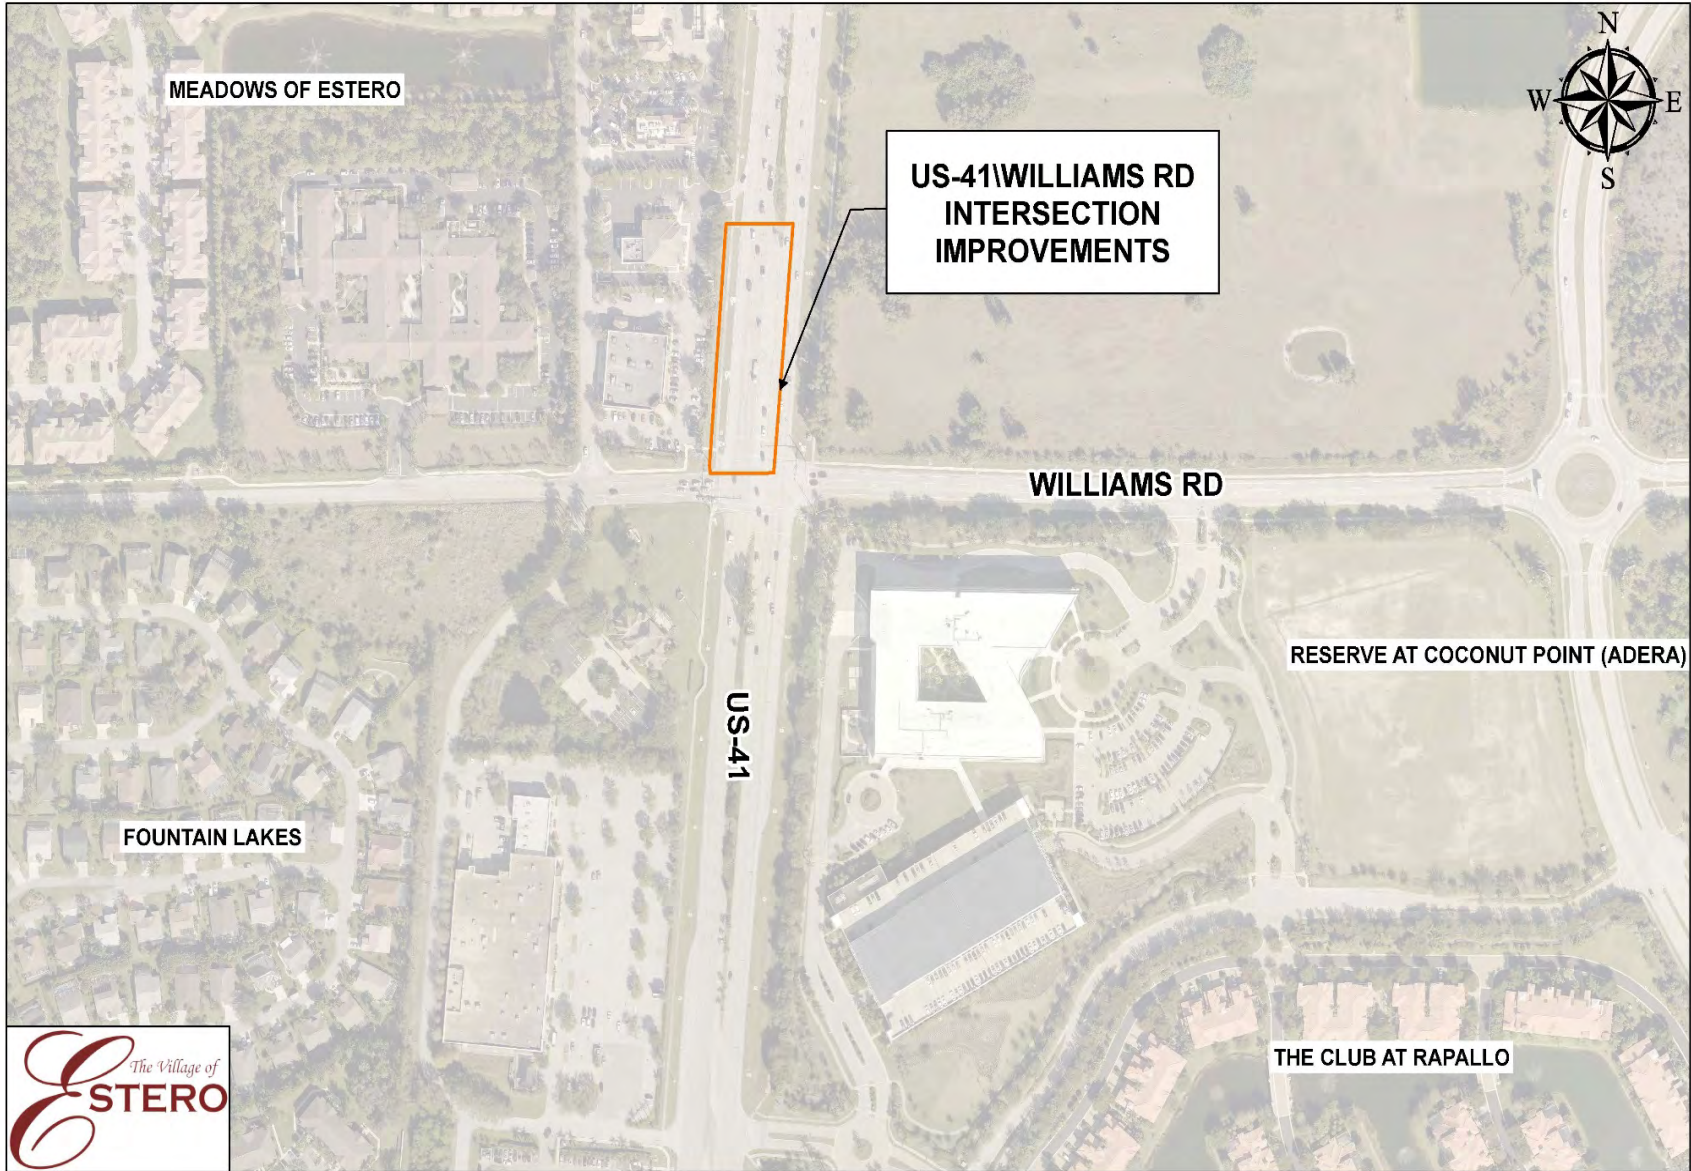 N
W E
S
MEADOWS OF ESTERO
US-41\WILLIAMS RD
INTERSECTION
IMPROVEMENTS
WILLIAMS RD
RESERVE AT COCONUT POINT (ADERA)
US-41
FOUNTAIN LAKES
THE CLUB AT RAPALLO
The Village of
ESTERO